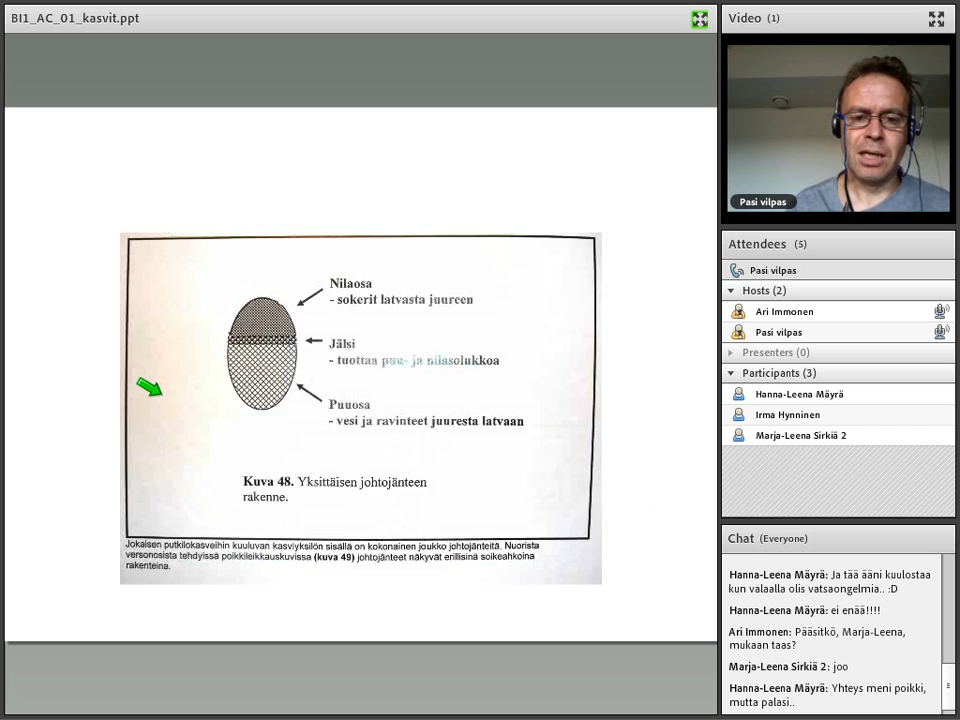 BI1_AC_01_kasvit.ppt
Nilaosa
- sokerit latvasta juureen
Jälsi
- tuottaa puu- ja nilasolukkoa
Puuosa
- vesi ja ravinteet juuresta latvaan
Kuva 48. Yksittäisen johtojänteen
rakenne.
Jokaisen putkilokasveihin kuuluvan kasviyksilön sisällä on kokonainen joukko johtojänteitä. Nuorista
versonosista tehdyissä poikkileikkauskuvissa (kuva 49) johtojänteet näkyvät erillisinä soikeahkoina
rakenteina.
Video (1)
Pasi vilpas
Attendees (5)
Pasi vilpas
Hosts (2)
Ari Immonen
Pasi vilpas
Presenters (0)
Participants (3)
Hanna-Leena Mäyrä
Irma Hynninen
Marja-Leena Sirkiä 2
Chat (Everyone)
Hanna-Leena Mäyrä: Ja tää ääni kuulostaa
kun valaalla olis vatsaongelmia.. :D
Hanna-Leena Mäyrä: ei enää!!!!
Ari Immonen: Pääsitkö, Marja-Leena,
mukaan taas?
Marja-Leena Sirkiä 2: joo
Hanna-Leena Mäyrä: Yhteys meni poikki,
mutta palasi..